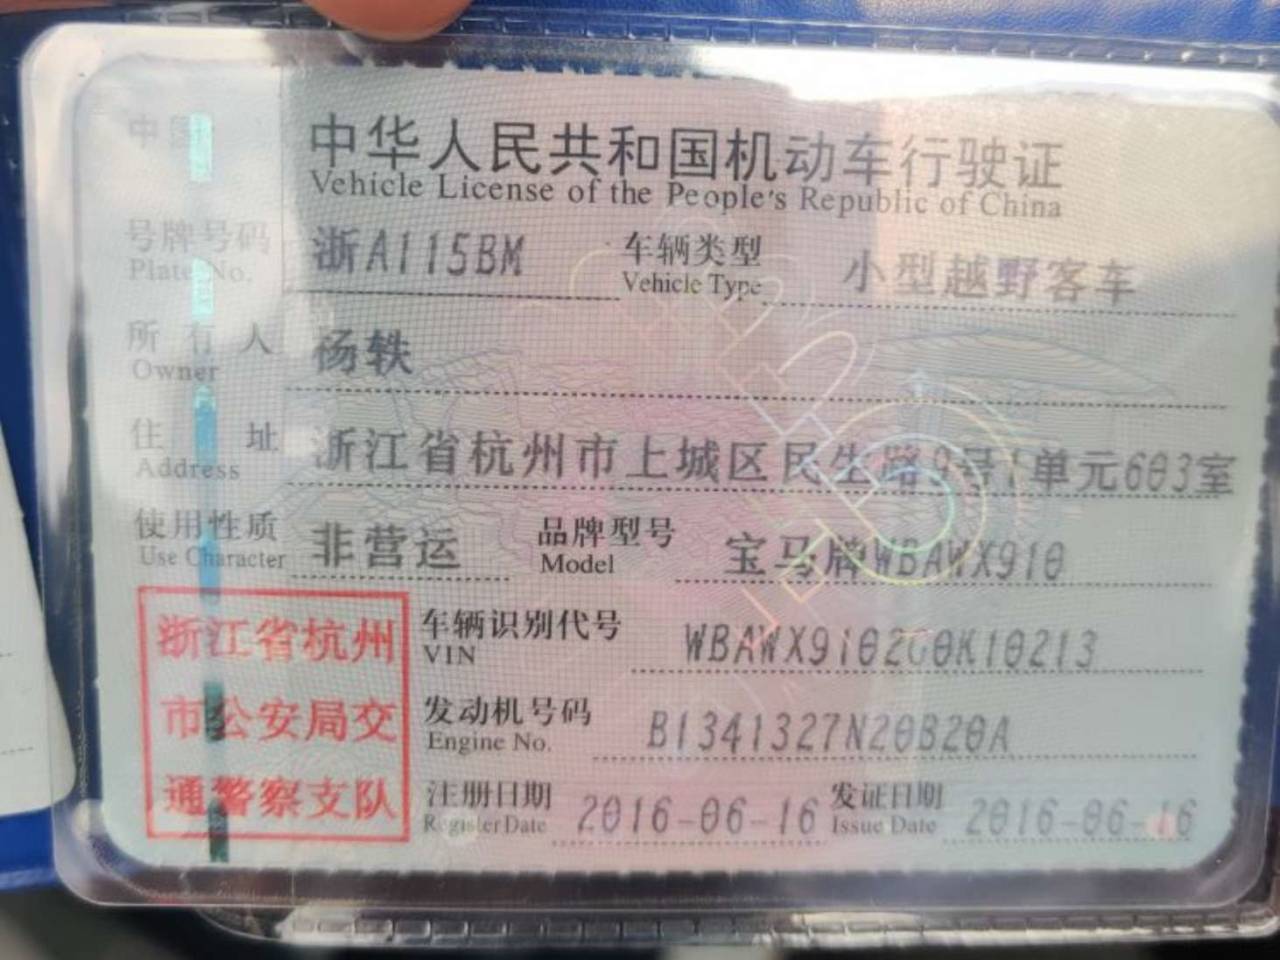 中华人民共和国机动车行驶证
Vehicle License of the People's Republic of China
号牌号码 浙A115BM 车辆类型 小型越野客车
Plate No. Vehicle Type
所有人 杨轶
Owner
住址 浙江省杭州市上城区民生路9号1单元603室
Address
使用性质 非营运 品牌型号 宝马牌WBAWX910
Use Character Model
浙江省杭州
市公安局交
通警察支队
车辆识别代号 WBAWX9102G0K10213
VIN
发动机号码 B1341327N20B20A
Engine No.
注册日期 2016-06-16 发证日期 2016-06-16
Register Date Issue Date